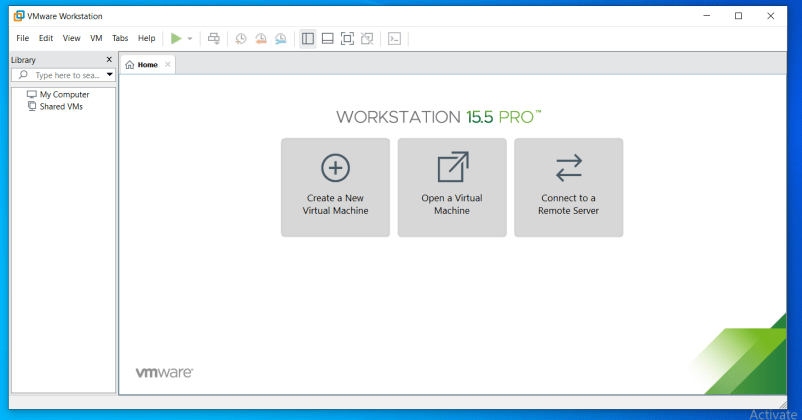 VMware Workstation
File Edit View VM Tabs Help
Library
Type here to sea...
My Computer
Shared VMs
Home
WORKSTATION 15.5 PRO™
Create a New
Virtual Machine
Open a Virtual
Machine
Connect to a
Remote Server
vmware®
Activate